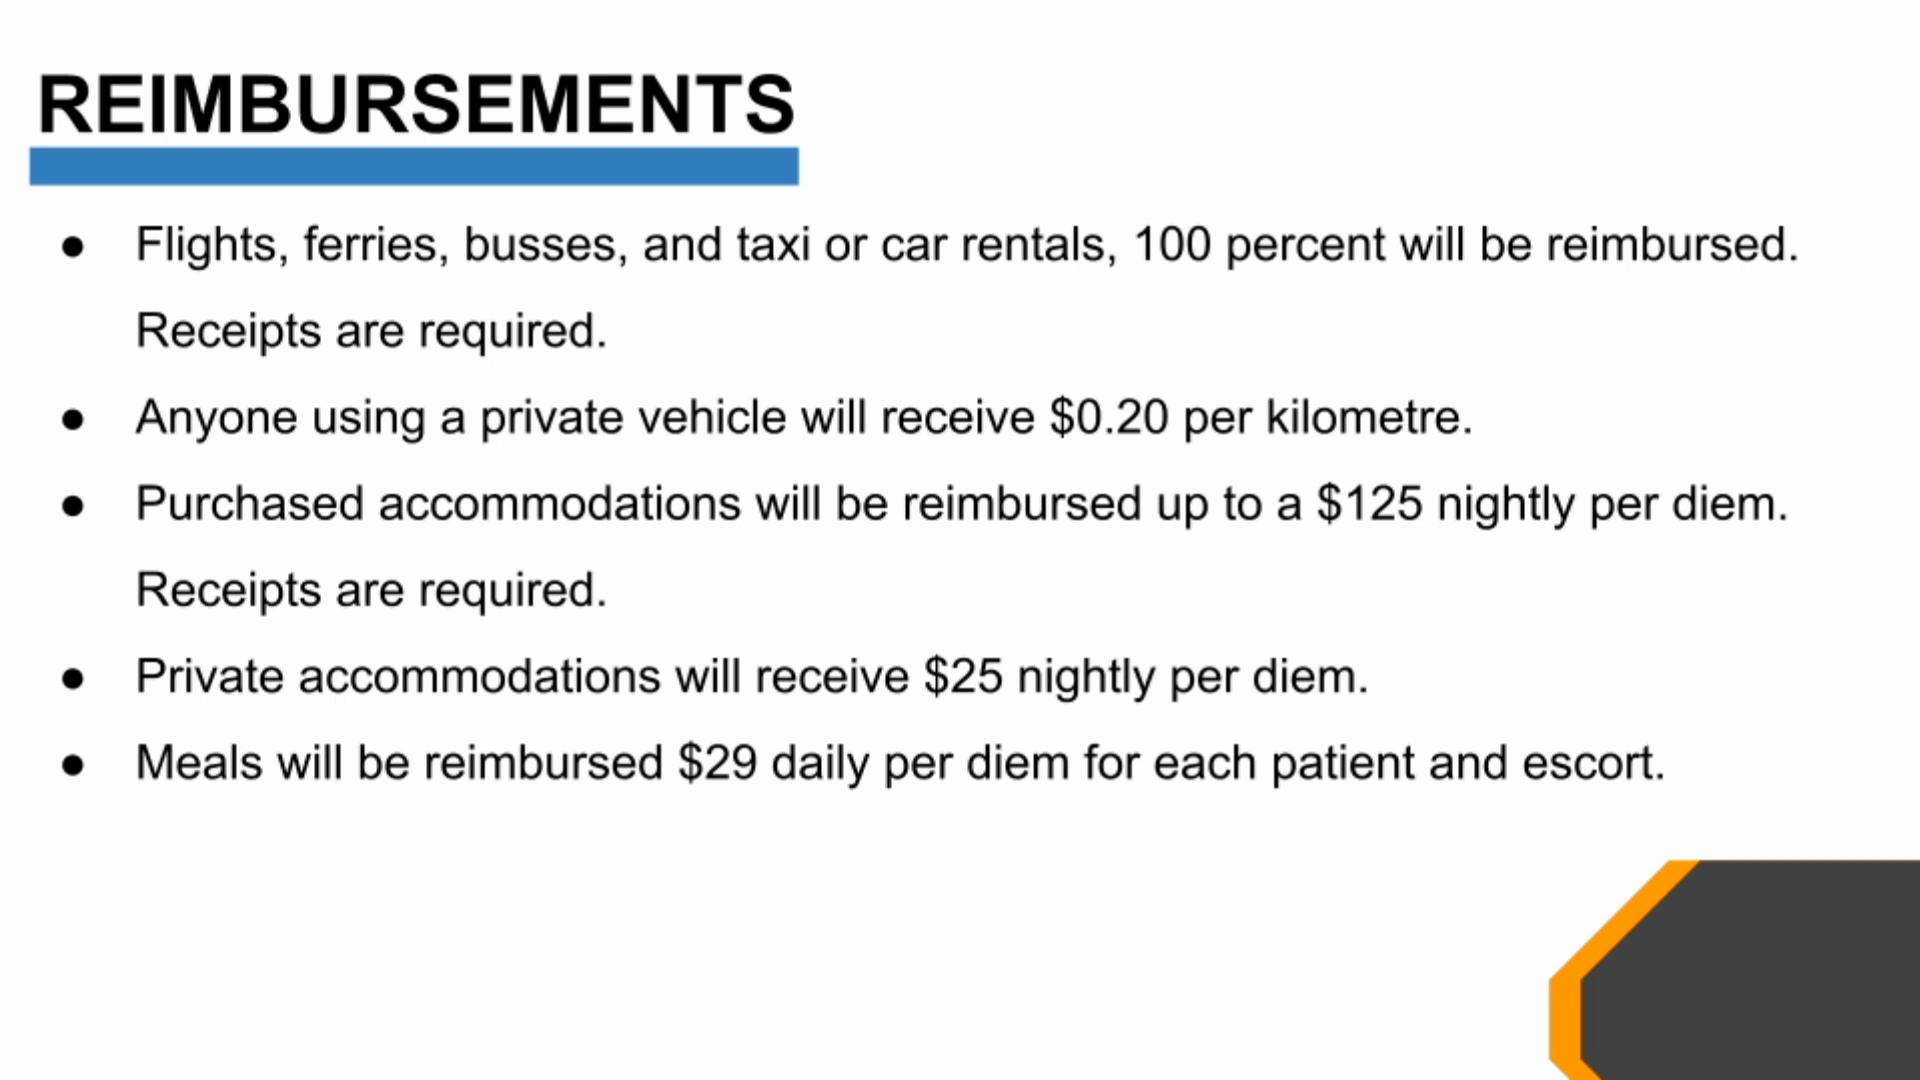 REIMBURSEMENTS
● Flights, ferries, busses, and taxi or car rentals, 100 percent will be reimbursed.
Receipts are required.
● Anyone using a private vehicle will receive $0.20 per kilometre.
● Purchased accommodations will be reimbursed up to a $125 nightly per diem.
Receipts are required.
● Private accommodations will receive $25 nightly per diem.
● Meals will be reimbursed $29 daily per diem for each patient and escort.